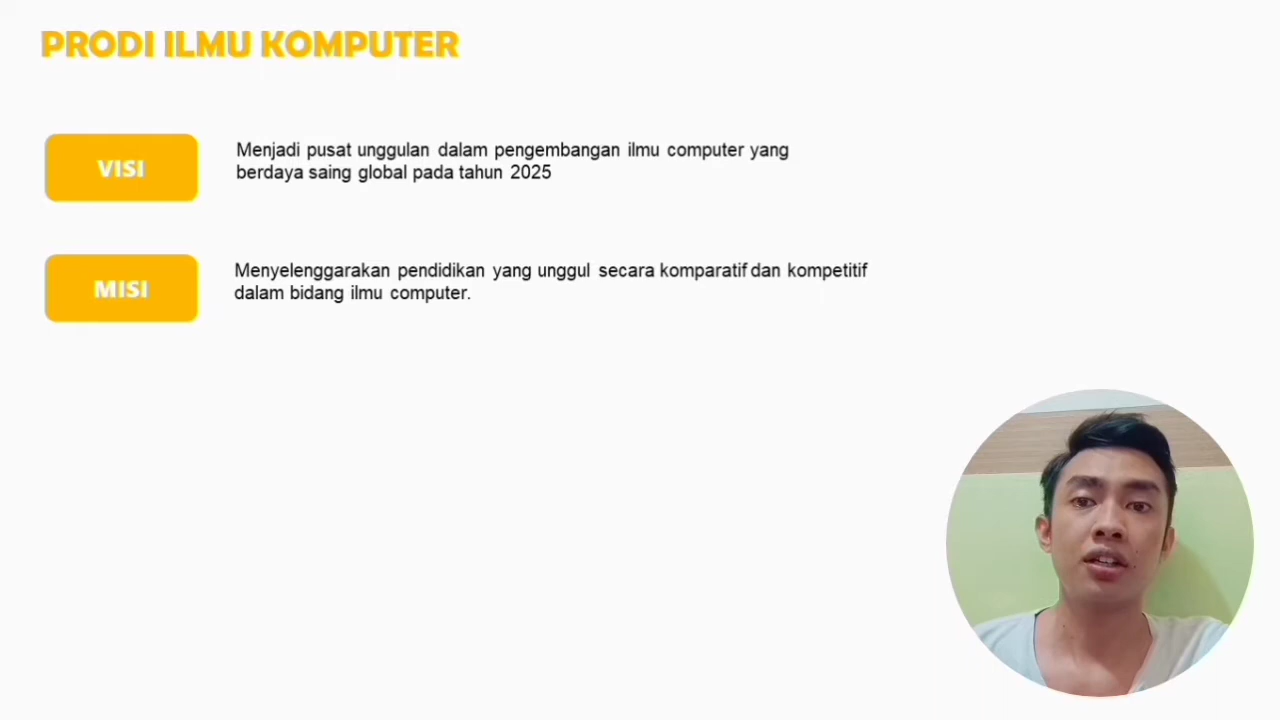 PRODI ILMU KOMPUTER
VISI
Menjadi pusat unggulan dalam pengembangan ilmu computer yang
berdaya saing global pada tahun 2025
MISI
Menyelenggarakan pendidikan yang unggul secara komparatif dan kompetitif
dalam bidang ilmu computer.